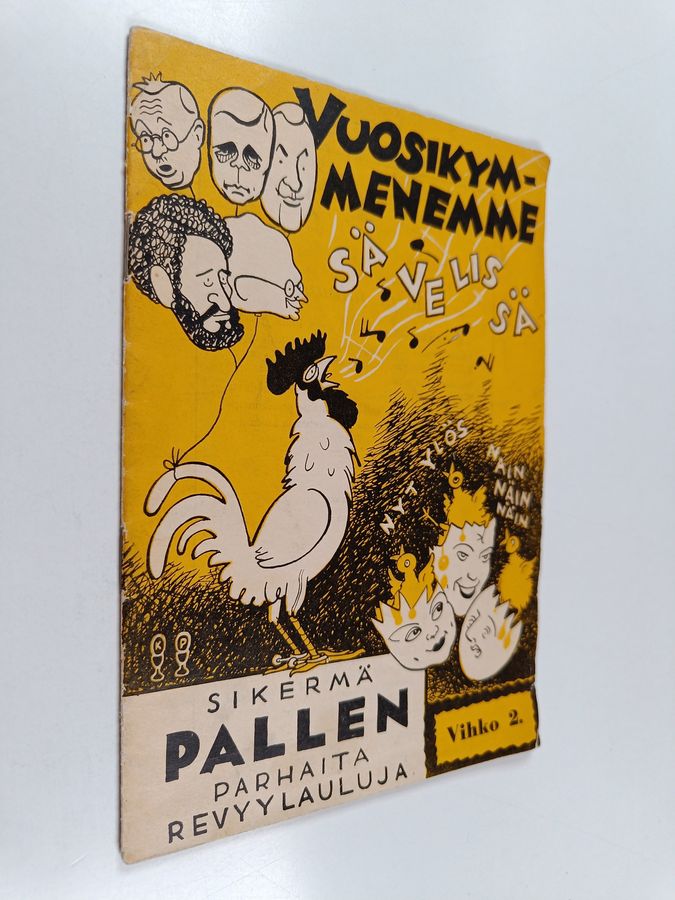 VUOSIKYM-
MENEMME
SÄVELISSÄ
NYT YLÖS
NÄIN
NÄIN
NÄIN
K P
SIKERMÄ
PALLEN
PARHAITA
REVYYLAULUJA
Vihko 2.